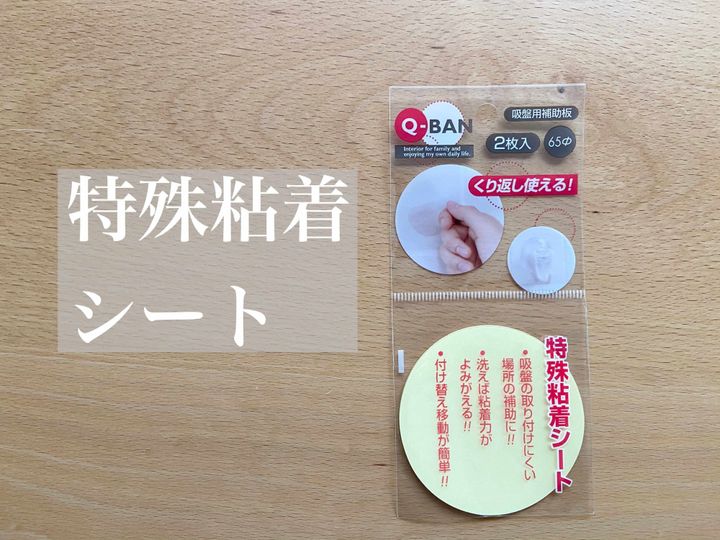 特殊粘着
シート
Q-BAN
Interior for family and
enjoying my own daily life.
吸盤用補助板
2枚入
65Φ
くり返し使える!
特殊粘着シート
•吸盤の取り付けにくい
場所の補助に!!
•洗えば粘着力が
よみがえる!!
•付け替え移動が簡単!!